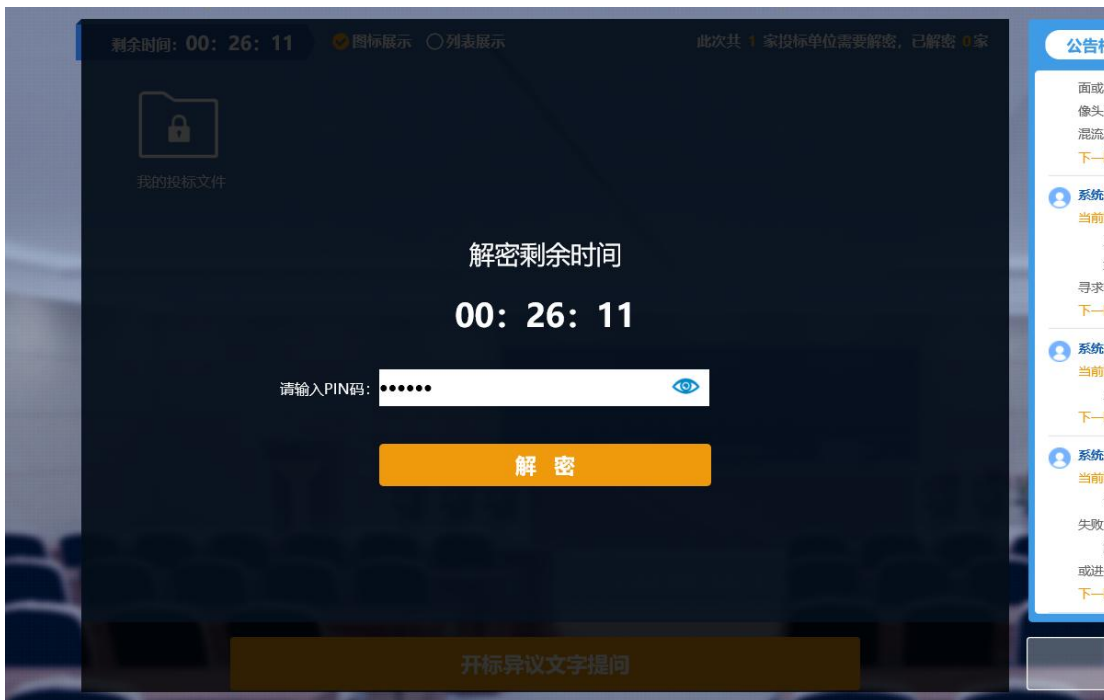 剩余时间：00：26：11 图标展示 列表展示 此次共 1 家投标单位需要解密，已解密 0家
我的投标文件
解密剩余时间
00：26：11
请输入PIN码：••••••
解 密
开标异议文字提问
公告
面或
像头
混流
下一
系统
当前
寻求
下一
系统
当前
下一
系统
当前
失败
或进
下一